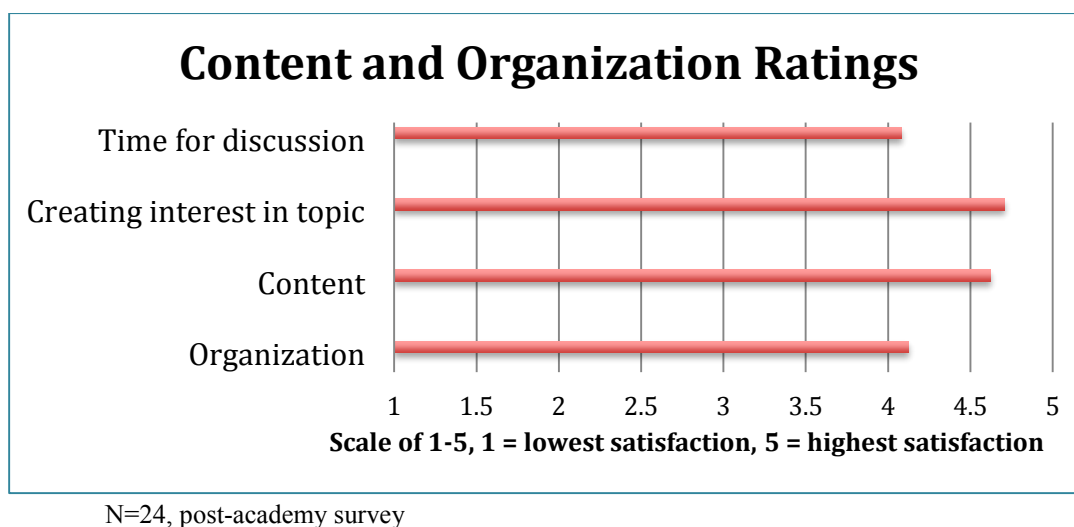 Content and Organization Ratings
Time for discussion
Creating interest in topic
Content
Organization
1 1.5 2 2.5 3 3.5 4 4.5 5
Scale of 1-5, 1 = lowest satisfaction, 5 = highest satisfaction
N=24, post-academy survey